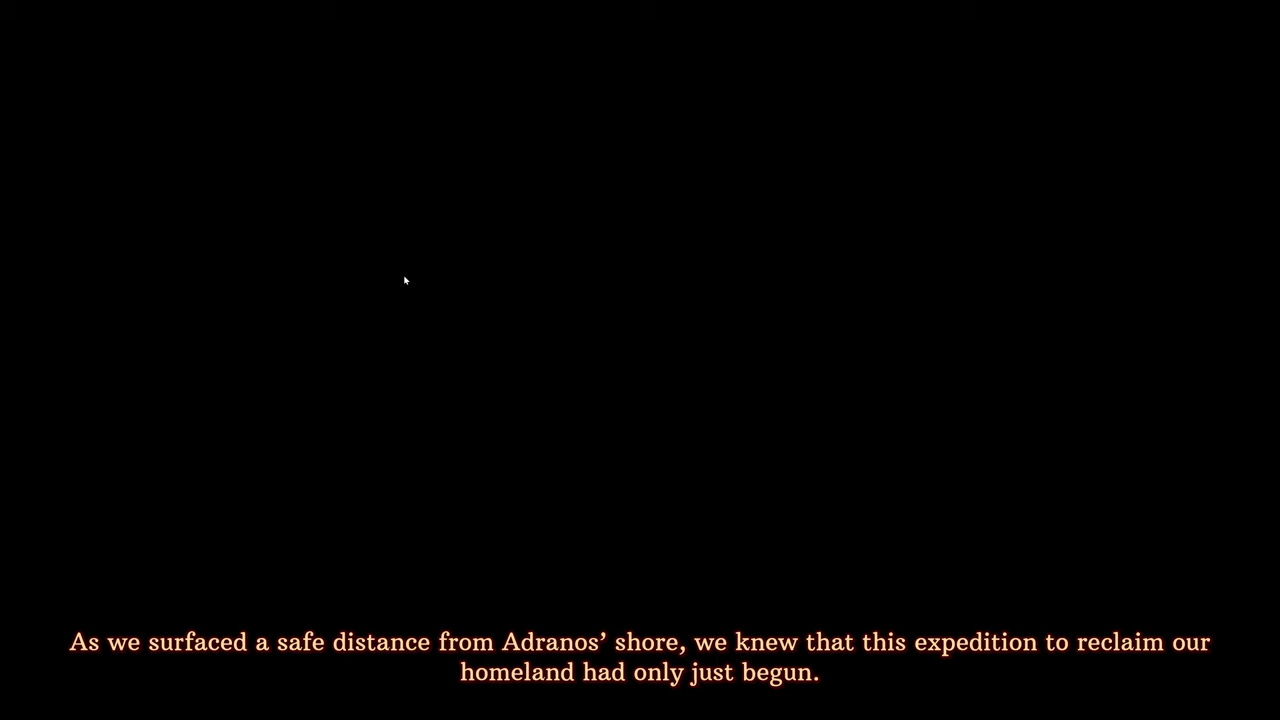 As we surfaced a safe distance from Adranos’ shore, we knew that this expedition to reclaim our
homeland had only just begun.